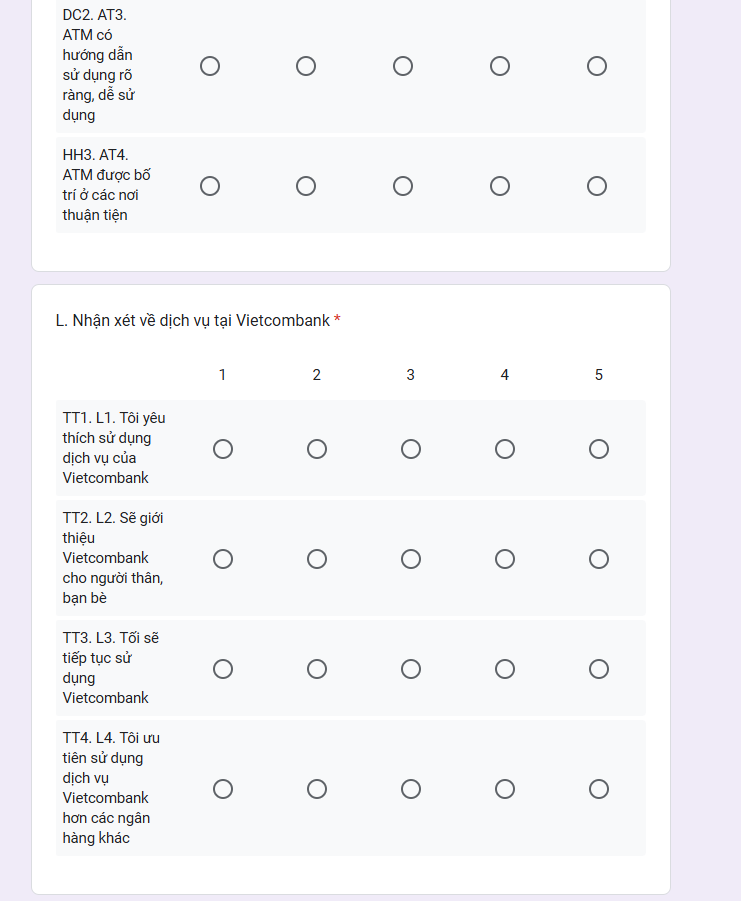 DC2. AT3.
ATM có
hướng dẫn
sử dụng rõ
ràng, dễ sử
dụng
HH3. AT4.
ATM được bố
trí ở các nơi
thuận tiện
L. Nhận xét về dịch vụ tại Vietcombank *
1 2 3 4 5
TT1. L1. Tôi yêu
thích sử dụng
dịch vụ của
Vietcombank
TT2. L2. Sẽ giới
thiệu
Vietcombank
cho người thân,
bạn bè
TT3. L3. Tối sẽ
tiếp tục sử
dụng
Vietcombank
TT4. L4. Tôi ưu
tiên sử dụng
dịch vụ
Vietcombank
hơn các ngân
hàng khác